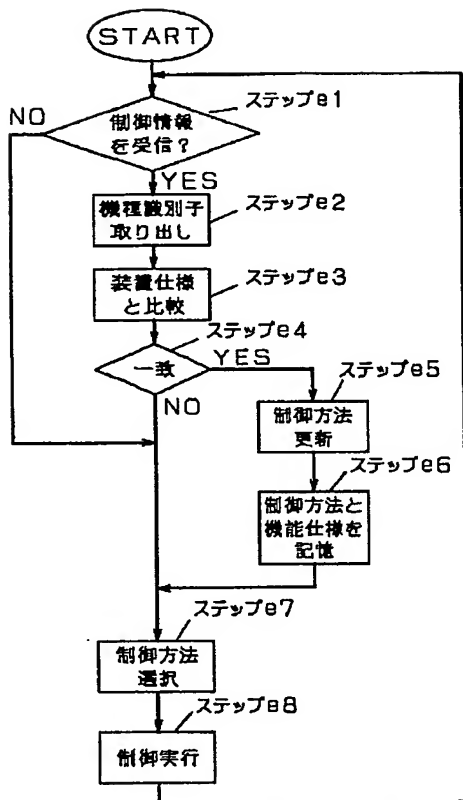 START
ステップe1
NO
制御情報
を受信?
YES
ステップe2
機種識別子
取り出し
ステップe3
装置仕様
と比較
ステップe4
一致
YES
NO
ステップe5
制御方法
更新
ステップe6
制御方法と
機能仕様を
記憶
ステップe7
制御方法
選択
ステップe8
制御実行